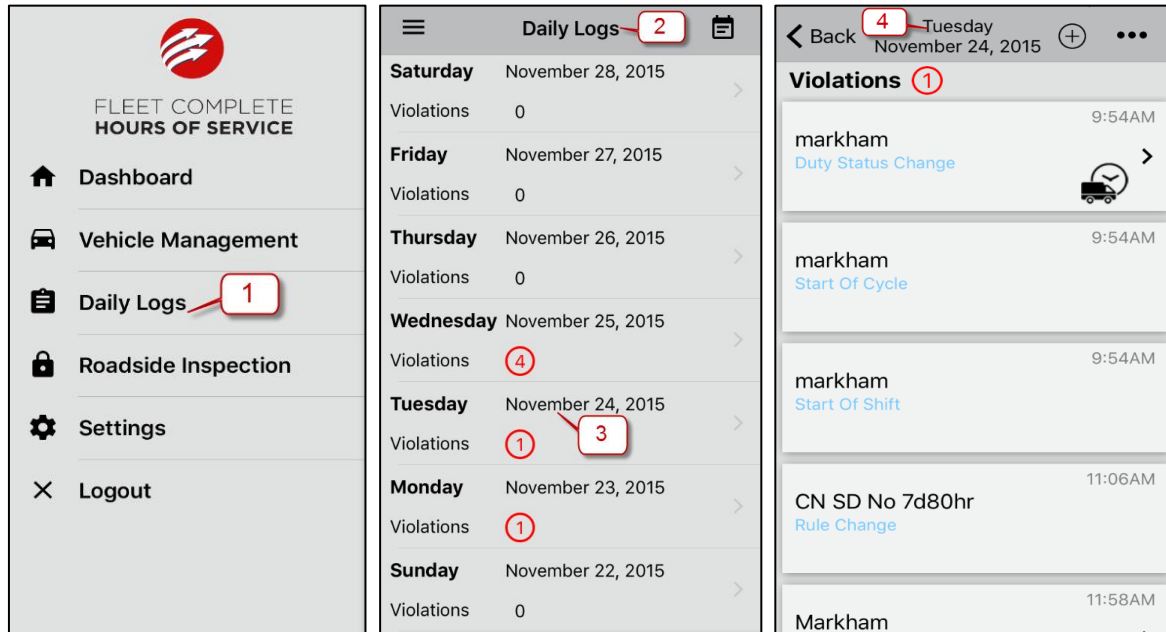 FLEET COMPLETE
HOURS OF SERVICE
Dashboard
Vehicle Management
Daily Logs
1
Roadside Inspection
Settings
Logout
Daily Logs
2
Saturday November 28, 2015
Violations 0
Friday November 27, 2015
Violations 0
Thursday November 26, 2015
Violations 0
Wednesday November 25, 2015
Violations 4
Tuesday November 24, 2015
3
Violations 1
Monday November 23, 2015
Violations 1
Sunday November 22, 2015
Violations 0
4
Back
Tuesday
November 24, 2015
Violations 1
9:54AM
markham
Duty Status Change
9:54AM
markham
Start Of Cycle
9:54AM
markham
Start Of Shift
11:06AM
CN SD No 7d80hr
Rule Change
11:58AM
Markham